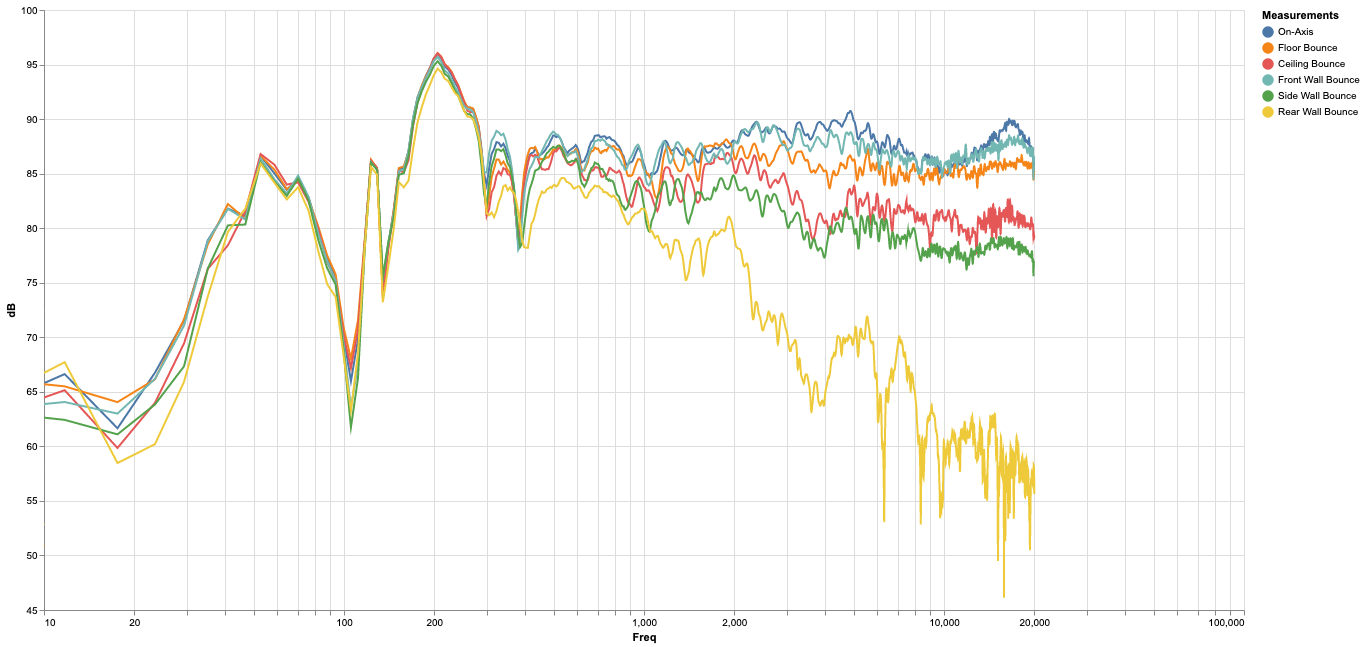 100
95
90
85
80
75
70
65
60
55
50
45
dB
10
20
100
200
1,000
2,000
10,000
20,000
100,000
Freq
Measurements
On-Axis
Floor Bounce
Ceiling Bounce
Front Wall Bounce
Side Wall Bounce
Rear Wall Bounce